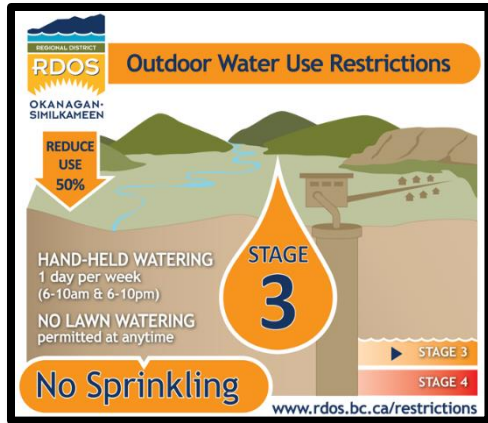 REGIONAL DISTRICT
RDOS
OKANAGAN-
SIMILKAMEEN
Outdoor Water Use Restrictions
REDUCE
USE
50%
HAND-HELD WATERING
1 day per week
(6-10am & 6-10pm)
NO LAWN WATERING
permitted at anytime
STAGE
3
No Sprinkling
STAGE 3
STAGE 4
www.rdos.bc.ca/restrictions